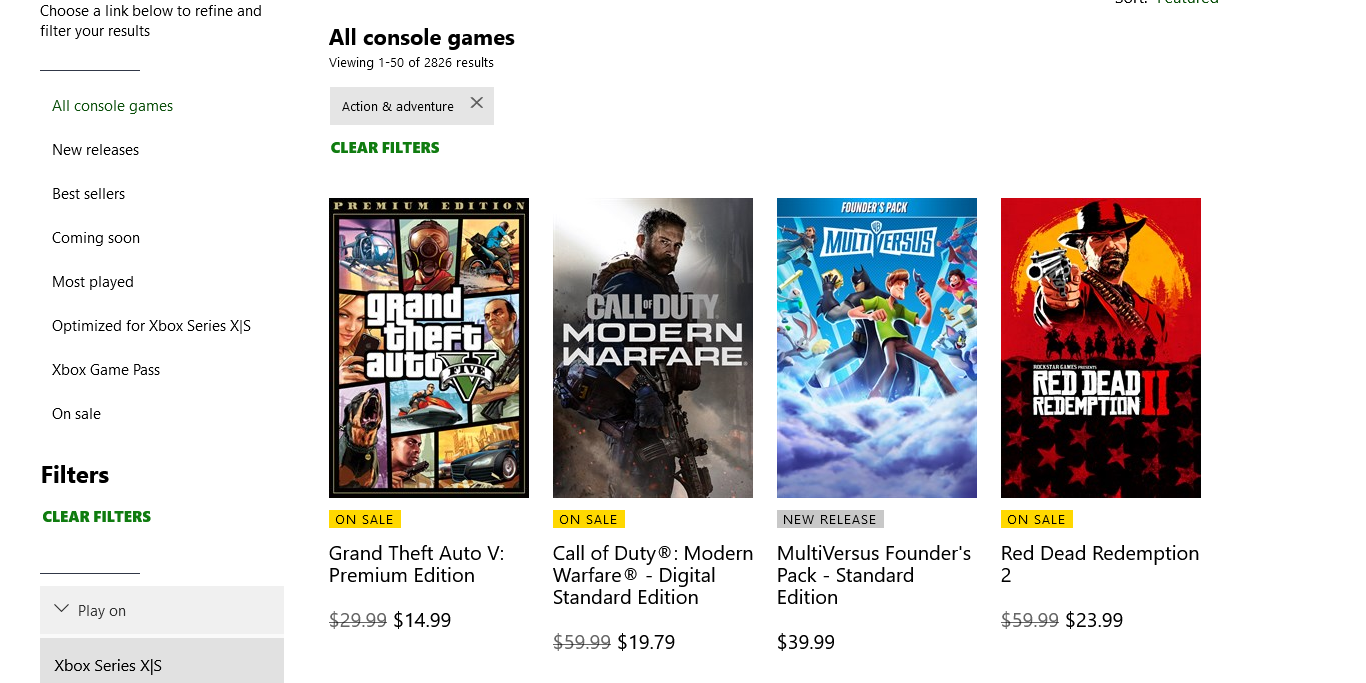 Choose a link below to refine and
filter your results
All console games
New releases
Best sellers
Coming soon
Most played
Optimized for Xbox Series X|S
Xbox Game Pass
On sale
Filters
CLEAR FILTERS
Play on
Xbox Series X|S
Sort: Featured
All console games
Viewing 1-50 of 2826 results
Action & adventure
CLEAR FILTERS
PREMIUM EDITION
grand
theft
auto
V
FIVE
ON SALE
Grand Theft Auto V:
Premium Edition
$29.99 $14.99
CALL OF DUTY
MODERN
WARFARE®
ON SALE
Call of Duty®: Modern
Warfare® - Digital
Standard Edition
$59.99 $19.79
FOUNDER'S PACK
WB
MULTIVERSUS
NEW RELEASE
MultiVersus Founder's
Pack - Standard
Edition
$39.99
ROCKSTAR GAMES PRESENTS
RED DEAD
REDEMPTION
II
ON SALE
Red Dead Redemption
2
$59.99 $23.99